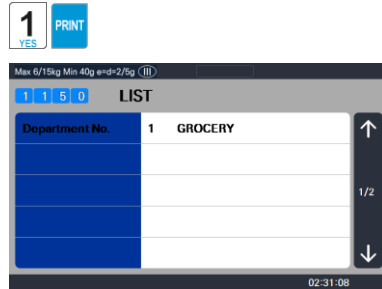 1
YES
PRINT
Max 6/15kg Min 40g e=d=2/5g III
1 1 5 0 LIST
Department No. 1 GROCERY
1/2
02:31:08